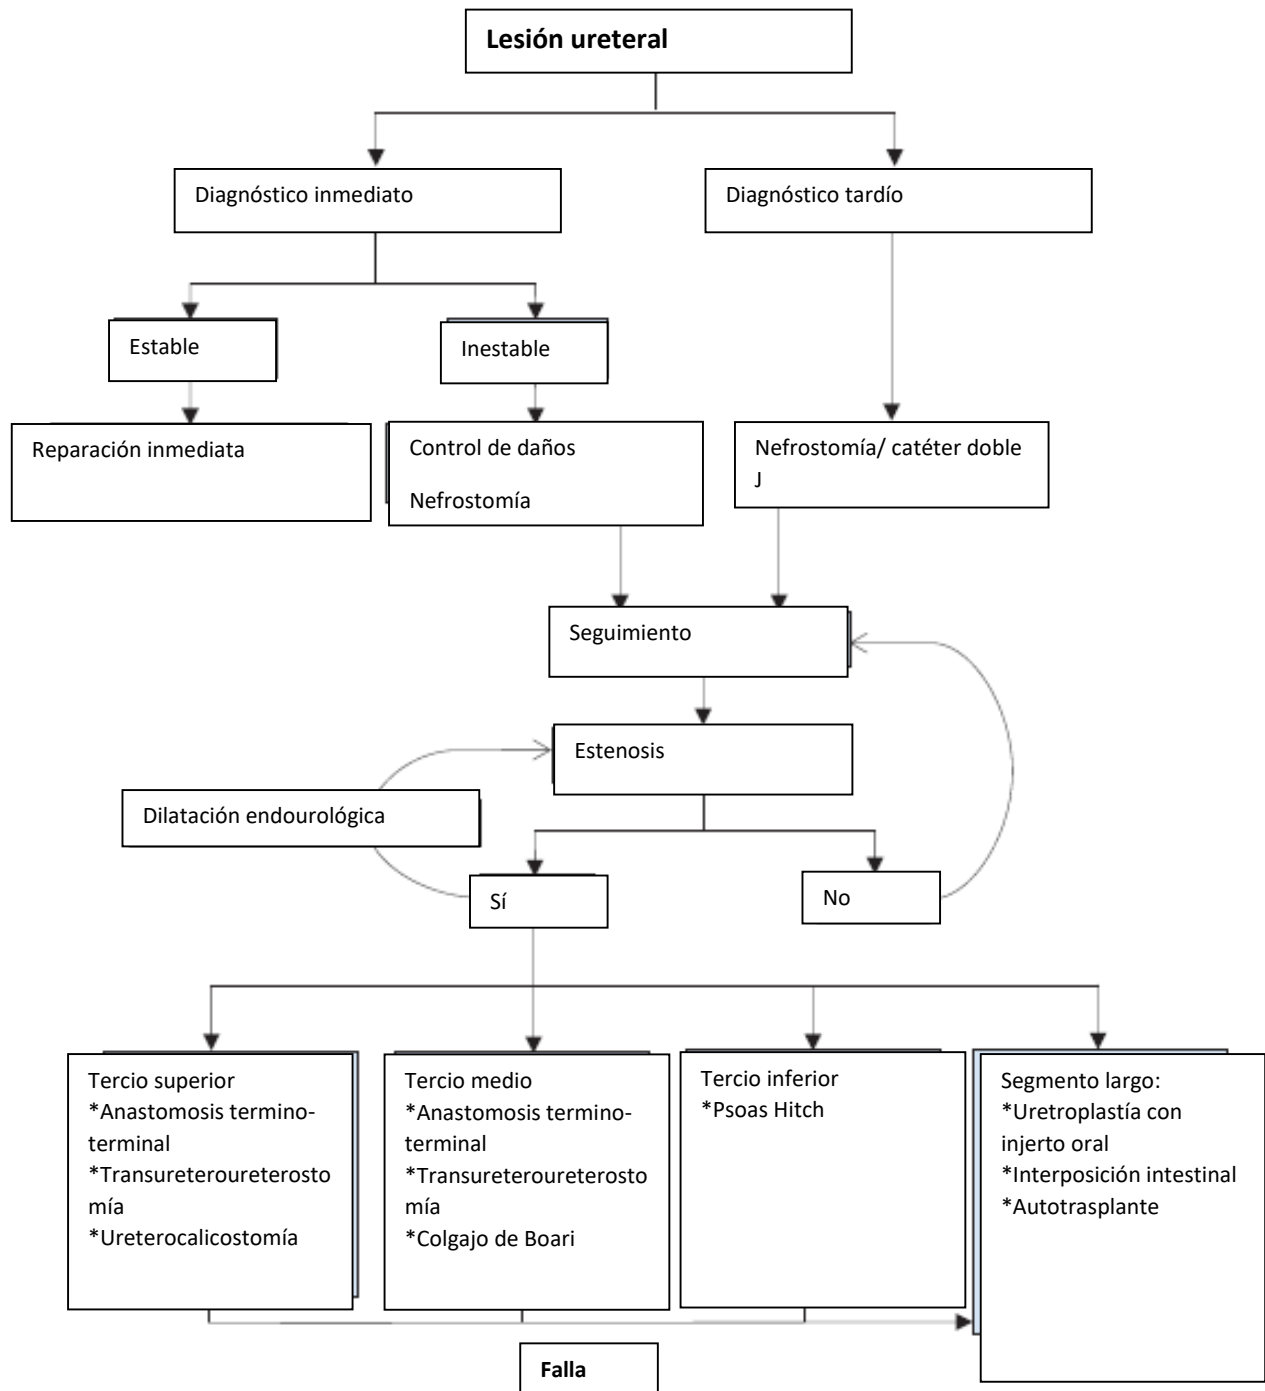 Lesión ureteral
Diagnóstico inmediato
Diagnóstico tardío
Estable
Inestable
Reparación inmediata
Control de daños
Nefrostomía
Nefrostomía/ catéter doble
J
Seguimiento
Estenosis
Dilatación endourológica
Sí
No
Tercio superior
*Anastomosis termino-
terminal
*Transureteroureterosto
mía
*Ureterocalicostomía
Tercio medio
*Anastomosis termino-
terminal
*Transureteroureterosto
mía
*Colgajo de Boari
Tercio inferior
*Psoas Hitch
Segmento largo:
*Uretroplastía con
injerto oral
*Interposición intestinal
*Autotrasplante
Falla